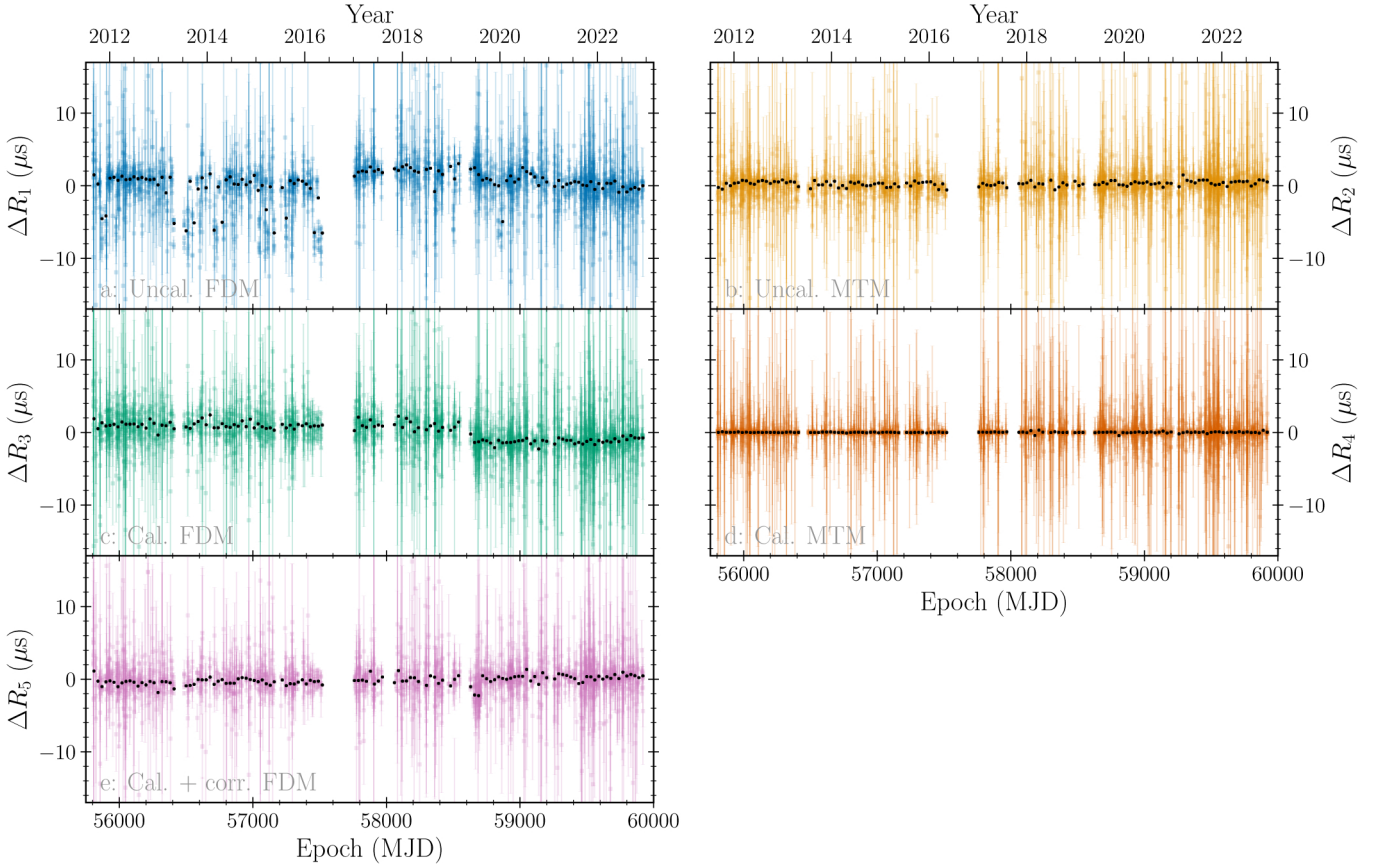 Year
2012 2014 2016 2018 2020 2022
Year
2012 2014 2016 2018 2020 2022
ΔR₁ (μs)
10
0
−10
a: Uncal. FDM
b: Uncal. MTM
10
0
−10
ΔR₂ (μs)
ΔR₃ (μs)
10
0
−10
c: Cal. FDM
d: Cal. MTM
10
0
−10
ΔR₄ (μs)
56000 57000 58000 59000 60000
Epoch (MJD)
ΔR₅ (μs)
10
0
−10
e: Cal. + corr. FDM
56000 57000 58000 59000 60000
Epoch (MJD)